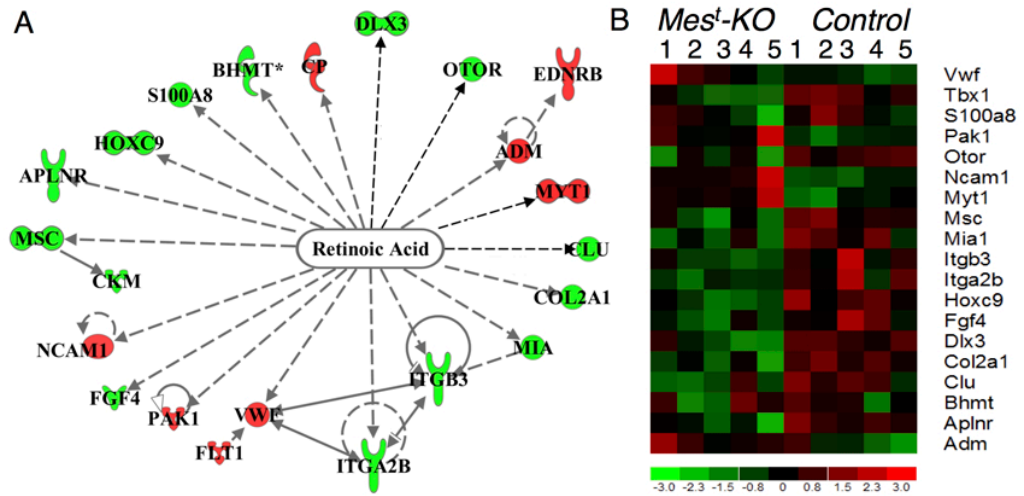 A
DLX3
BHMT*
CP
OTOR
EDNRB
S100A8
HOXC9
ADM
APLNR
MYT1
MSC
Retinoic Acid
CLU
CKM
COL2A1
NCAM1
MIA
ITGB3
FGF4
PAK1
VWF
FLT1
ITGA2B
B
Mesᵗ-KO Control
1 2 3 4 5 1 2 3 4 5
Vwf
Tbx1
S100a8
Pak1
Otor
Ncam1
Myt1
Msc
Mia1
Itgb3
Itga2b
Hoxc9
Fgf4
Dlx3
Col2a1
Clu
Bhmt
Aplnr
Adm
-3.0 -2.3 -1.5 -0.8 0 0.8 1.5 2.3 3.0